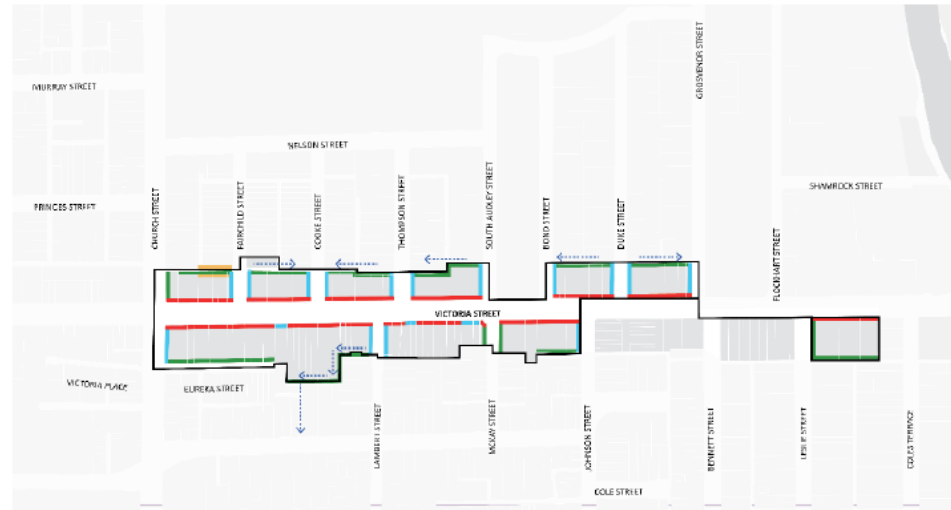 MURRAY STREET
GROSVENOR STREET
NELSON STREET
SHAMROCK STREET
PRINCES STREET
CHURCH STREET
FAIRCHILD STREET
COOKE STREET
THOMPSON STREET
SOUTH AUDLEY STREET
BOND STREET
DUKE STREET
FLOCKHART STREET
VICTORIA STREET
VICTORIA PLACE
EUREKA STREET
LAMBERT STREET
MCKAY STREET
JOHNSON STREET
BENNETT STREET
LESLIE STREET
COLES TERRACE
COLE STREET